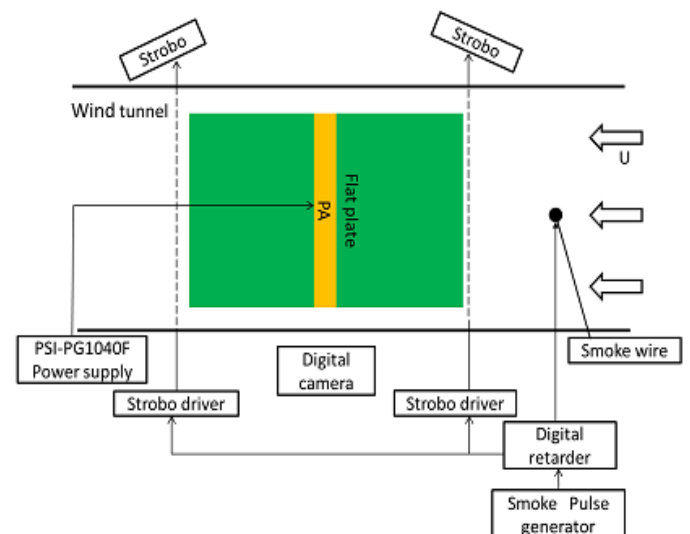 Strobo
Strobo
Wind tunnel
U
Flat plate
PA
PSI-PG1040F
Power supply
Digital
camera
Smoke wire
Strobo driver
Strobo driver
Digital
retarder
Smoke Pulse
generator